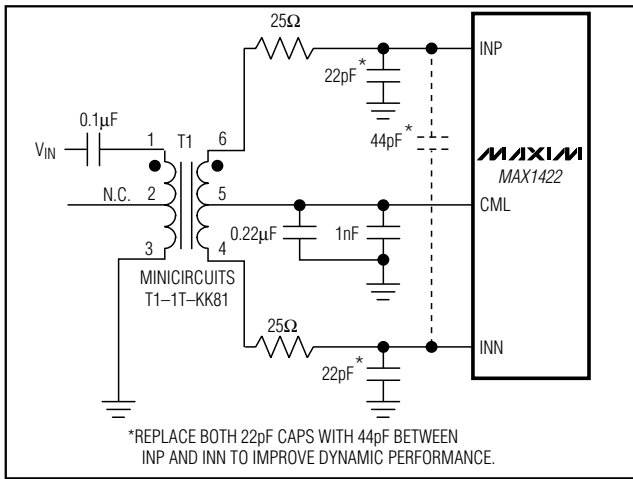 25Ω
INP
22pF*
0.1μF
1 T1 6
44pF*
VIN
MAXIM
MAX1422
N.C.
2 5
CML
0.22μF
1nF
3 4
MINICIRCUITS
T1–1T–KK81
25Ω
INN
22pF*
*REPLACE BOTH 22pF CAPS WITH 44pF BETWEEN
INP AND INN TO IMPROVE DYNAMIC PERFORMANCE.